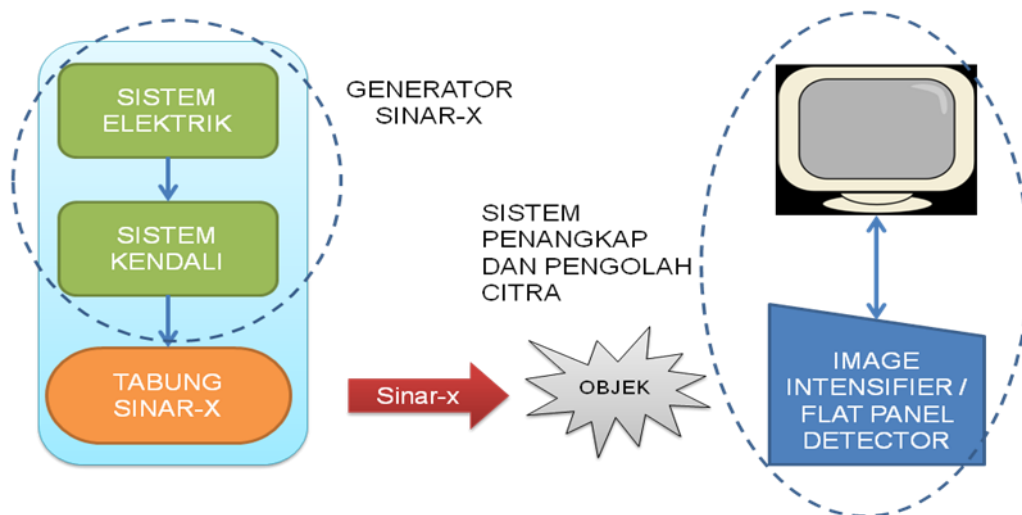 SISTEM
ELEKTRIK
SISTEM
KENDALI
TABUNG
SINAR-X
GENERATOR
SINAR-X
Sinar-x
SISTEM
PENANGKAP
DAN PENGOLAH
CITRA
OBJEK
IMAGE
INTENSIFIER /
FLAT PANEL
DETECTOR